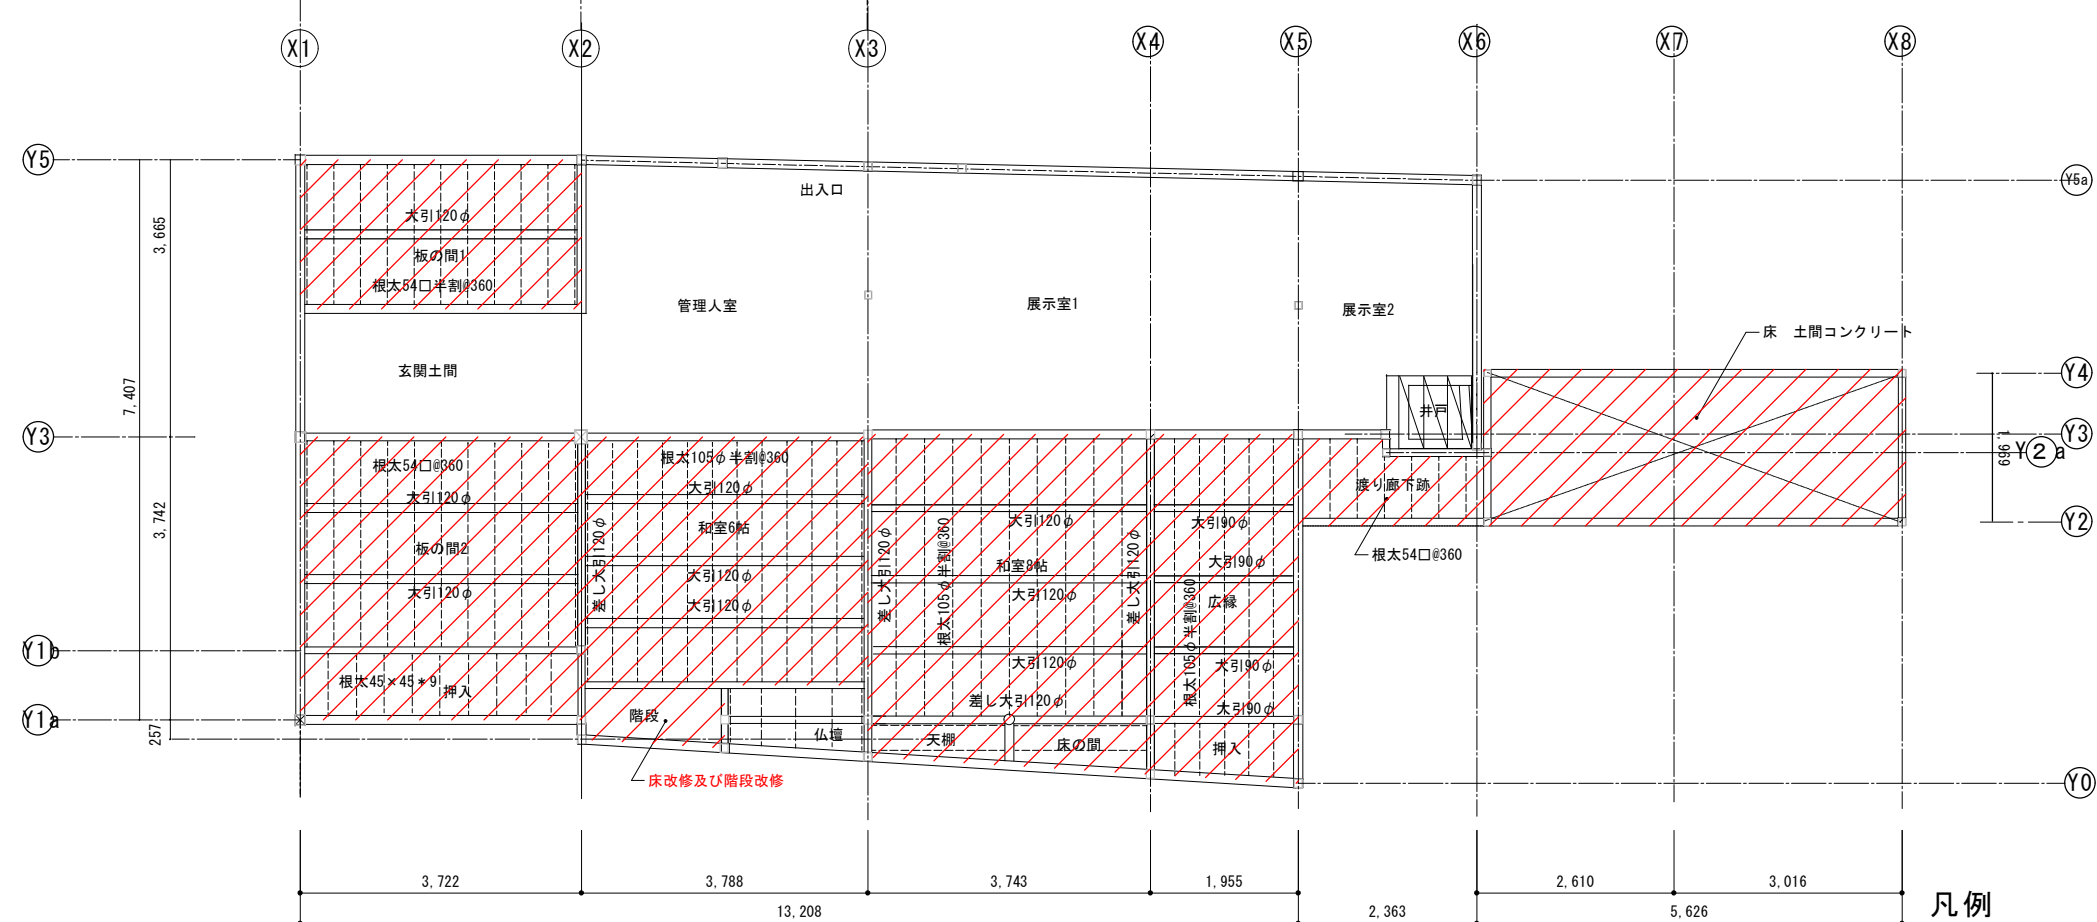 X1
X2
X3
X4
X5
X6
X7
X8
Y5
Y5a
出入口
3,665
大引120φ
板の間1
根太54口半割@360
管理人室
展示室1
展示室2
床　土間コンクリート
玄関土間
7,407
Y4
井戸
Y3
Y3
1,969
Y2a
根太54口@360
大引120φ
根太105φ半割@360
大引120φ
渡り廊下跡
3,742
板の間2
大引120φ
差し大引120φ
和室6帖
大引120φ
大引120φ
差し大引120φ
根太105φ半割@360
大引120φ
和室8帖
大引120φ
差し大引120φ
大引90φ
大引90φ
広縁
根太105φ半割@360
Y2
根太54口@360
Y1b
根太45×45*9
押入
大引120φ
差し大引120φ
大引90φ
大引90φ
Y1a
257
階段
仏壇
天棚
床の間
押入
床改修及び階段改修
Y0
3,722
3,788
3,743
1,955
2,610
3,016
13,208
2,363
5,626
凡例